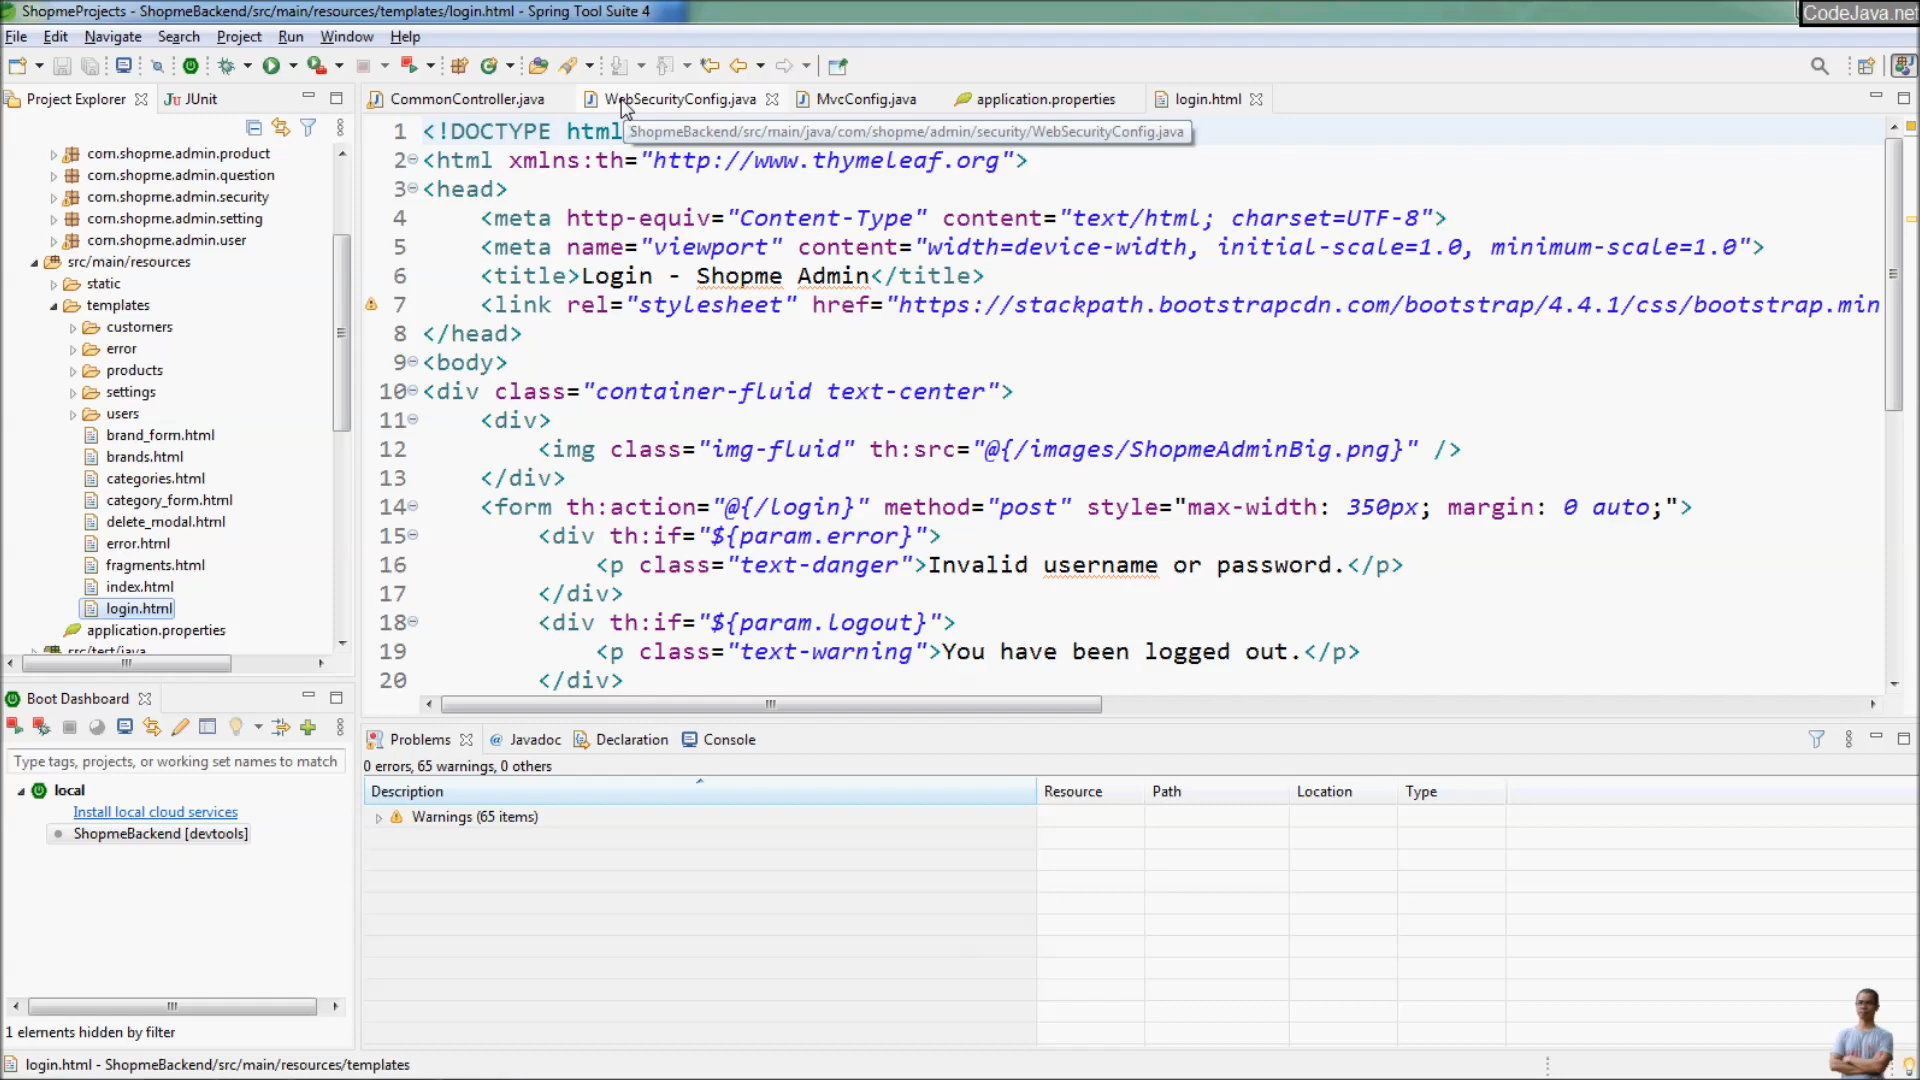 ShopmeProjects - ShopmeBackend/src/main/resources/templates/login.html - Spring Tool Suite 4
CodeJava.net
File Edit Navigate Search Project Run Window Help
Project Explorer
JUnit
com.shopme.admin.product
com.shopme.admin.question
com.shopme.admin.security
com.shopme.admin.setting
com.shopme.admin.user
src/main/resources
static
templates
customers
error
products
settings
users
brand_form.html
brands.html
categories.html
category_form.html
delete_modal.html
error.html
fragments.html
index.html
login.html
application.properties
src/test/java
CommonController.java
WebSecurityConfig.java
MvcConfig.java
application.properties
login.html
ShopmeBackend/src/main/java/com/shopme/admin/security/WebSecurityConfig.java
1 <!DOCTYPE html
2 <html xmlns:th="http://www.thymeleaf.org">
3 <head>
4 <meta http-equiv="Content-Type" content="text/html; charset=UTF-8">
5 <meta name="viewport" content="width=device-width, initial-scale=1.0, minimum-scale=1.0">
6 <title>Login - Shopme Admin</title>
7 <link rel="stylesheet" href="https://stackpath.bootstrapcdn.com/bootstrap/4.4.1/css/bootstrap.min
8 </head>
9 <body>
10 <div class="container-fluid text-center">
11 <div>
12 <img class="img-fluid" th:src="@{/images/ShopmeAdminBig.png}" />
13 </div>
14 <form th:action="@{/login}" method="post" style="max-width: 350px; margin: 0 auto;">
15 <div th:if="${param.error}">
16 <p class="text-danger">Invalid username or password.</p>
17 </div>
18 <div th:if="${param.logout}">
19 <p class="text-warning">You have been logged out.</p>
20 </div>
Boot Dashboard
Type tags, projects, or working set names to match
local
Install local cloud services
ShopmeBackend [devtools]
1 elements hidden by filter
Problems
@ Javadoc
Declaration
Console
0 errors, 65 warnings, 0 others
Description Resource Path Location Type
Warnings (65 items)
login.html - ShopmeBackend/src/main/resources/templates